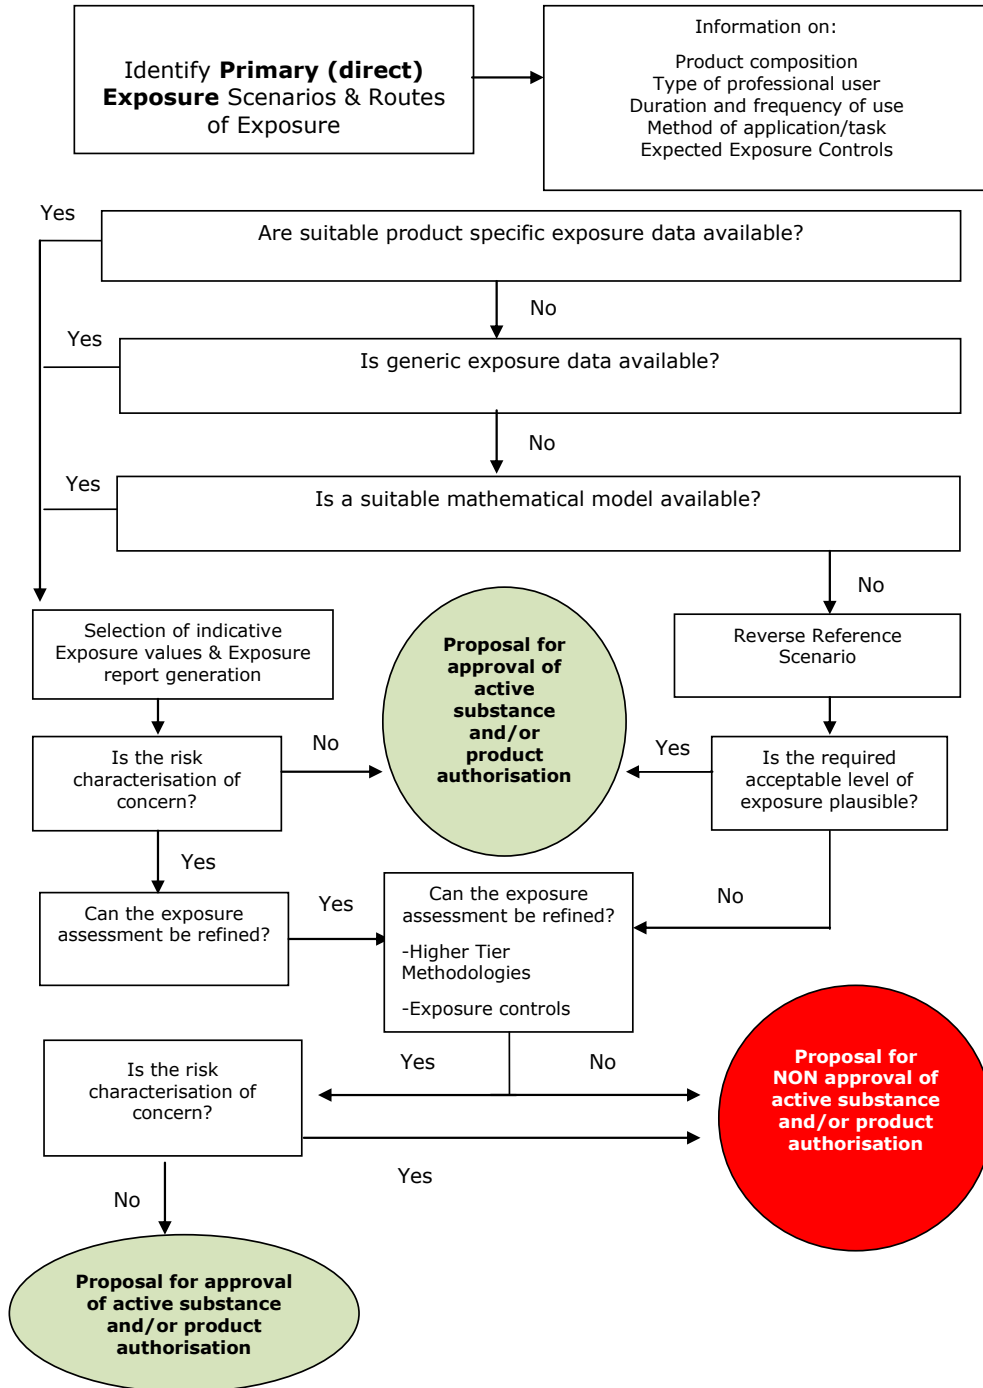 Identify Primary (direct)
Exposure Scenarios & Routes
of Exposure
Information on:
Product composition
Type of professional user
Duration and frequency of use
Method of application/task
Expected Exposure Controls
Yes
Are suitable product specific exposure data available?
No
Yes
Is generic exposure data available?
No
Yes
Is a suitable mathematical model available?
No
Selection of indicative
Exposure values & Exposure
report generation
Proposal for
approval of
active
substance
and/or
product
authorisation
Reverse Reference
Scenario
Is the risk
characterisation of
concern?
No
Yes
Is the required
acceptable level of
exposure plausible?
Yes
Can the exposure
assessment be refined?
Yes
Can the exposure
assessment be refined?
-Higher Tier
Methodologies
-Exposure controls
No
Is the risk
characterisation of
concern?
Yes
No
Proposal for
NON approval of
active substance
and/or product
authorisation
Yes
No
Proposal for approval
of active substance
and/or product
authorisation